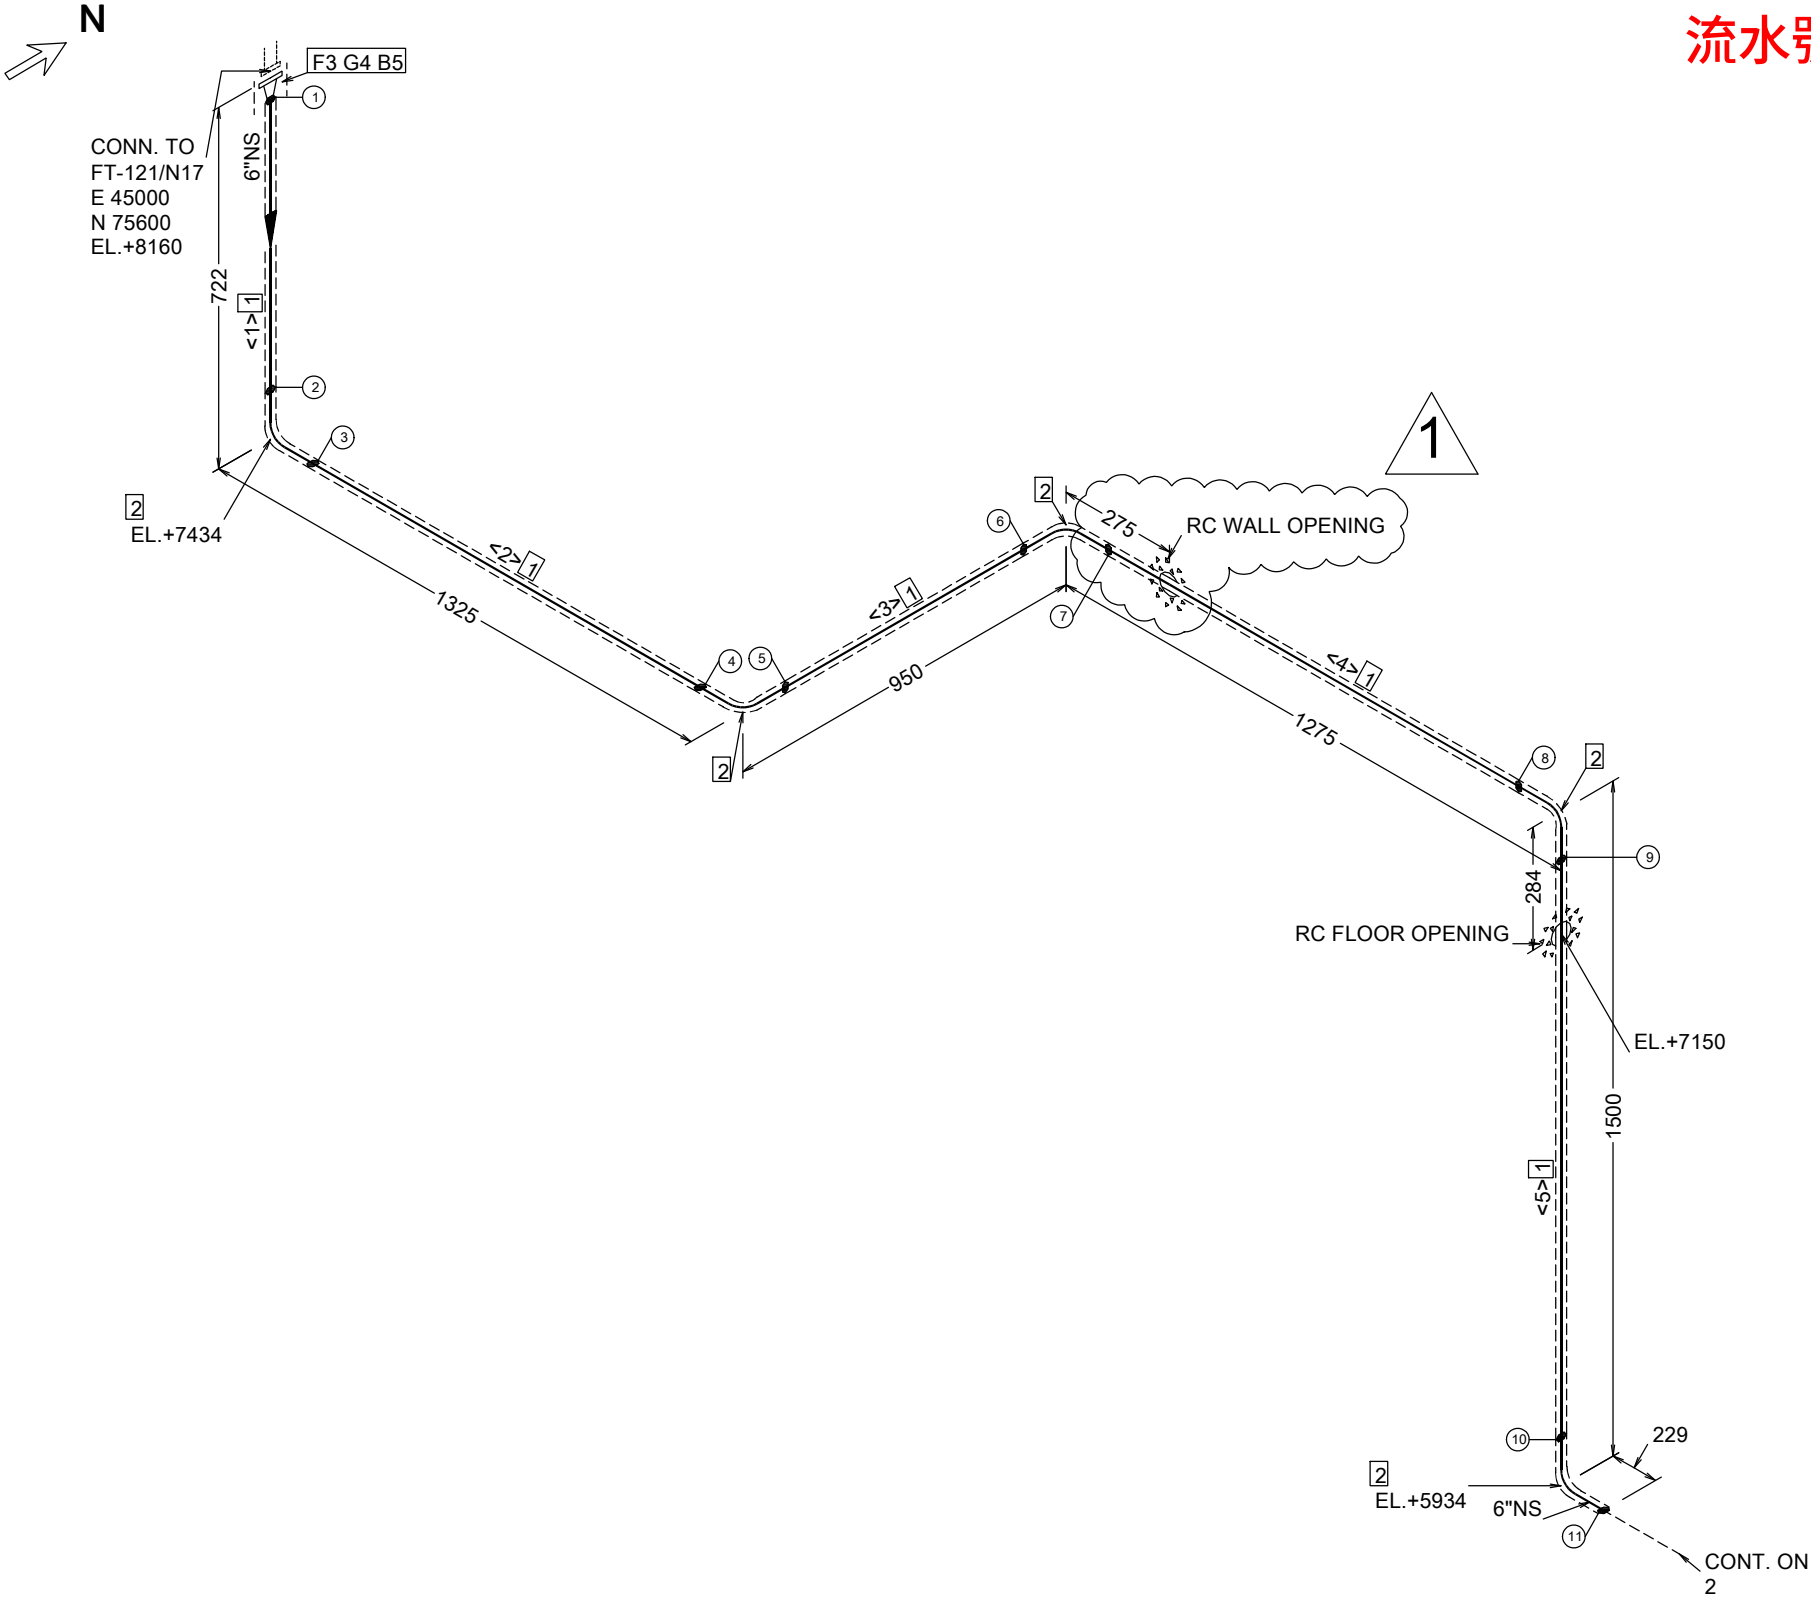 N
流水
F3 G4 B5
1
6"NS
CONN. TO
FT-121/N17
E 45000
N 75600
EL.+8160
722
<1> 1
2
3
2
EL.+7434
<2> 1
1325
4
5
2
<3> 1
950
6
2
7
275
RC WALL OPENING
1
<4> 1
1275
8
2
9
284
RC FLOOR OPENING
EL.+7150
1500
<5> 1
10
229
2
EL.+5934
6"NS
11
CONT. ON
2